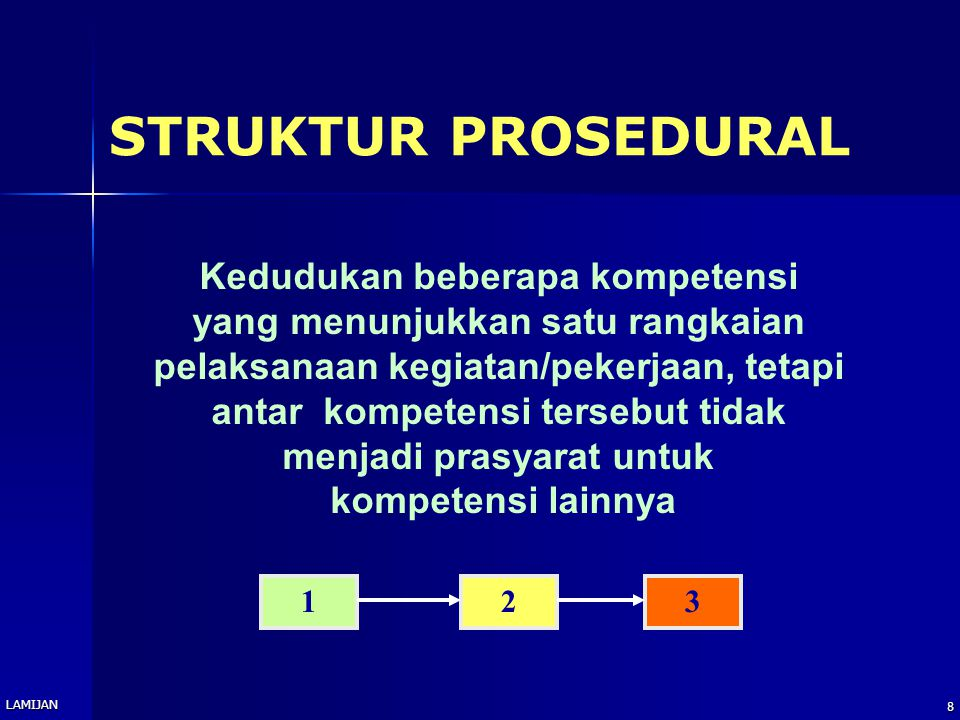 STRUKTUR PROSEDURAL
Kedudukan beberapa kompetensi
yang menunjukkan satu rangkaian
pelaksanaan kegiatan/pekerjaan, tetapi
antar  kompetensi tersebut tidak
menjadi prasyarat untuk
kompetensi lainnya
1 2 3
LAMIJAN 8